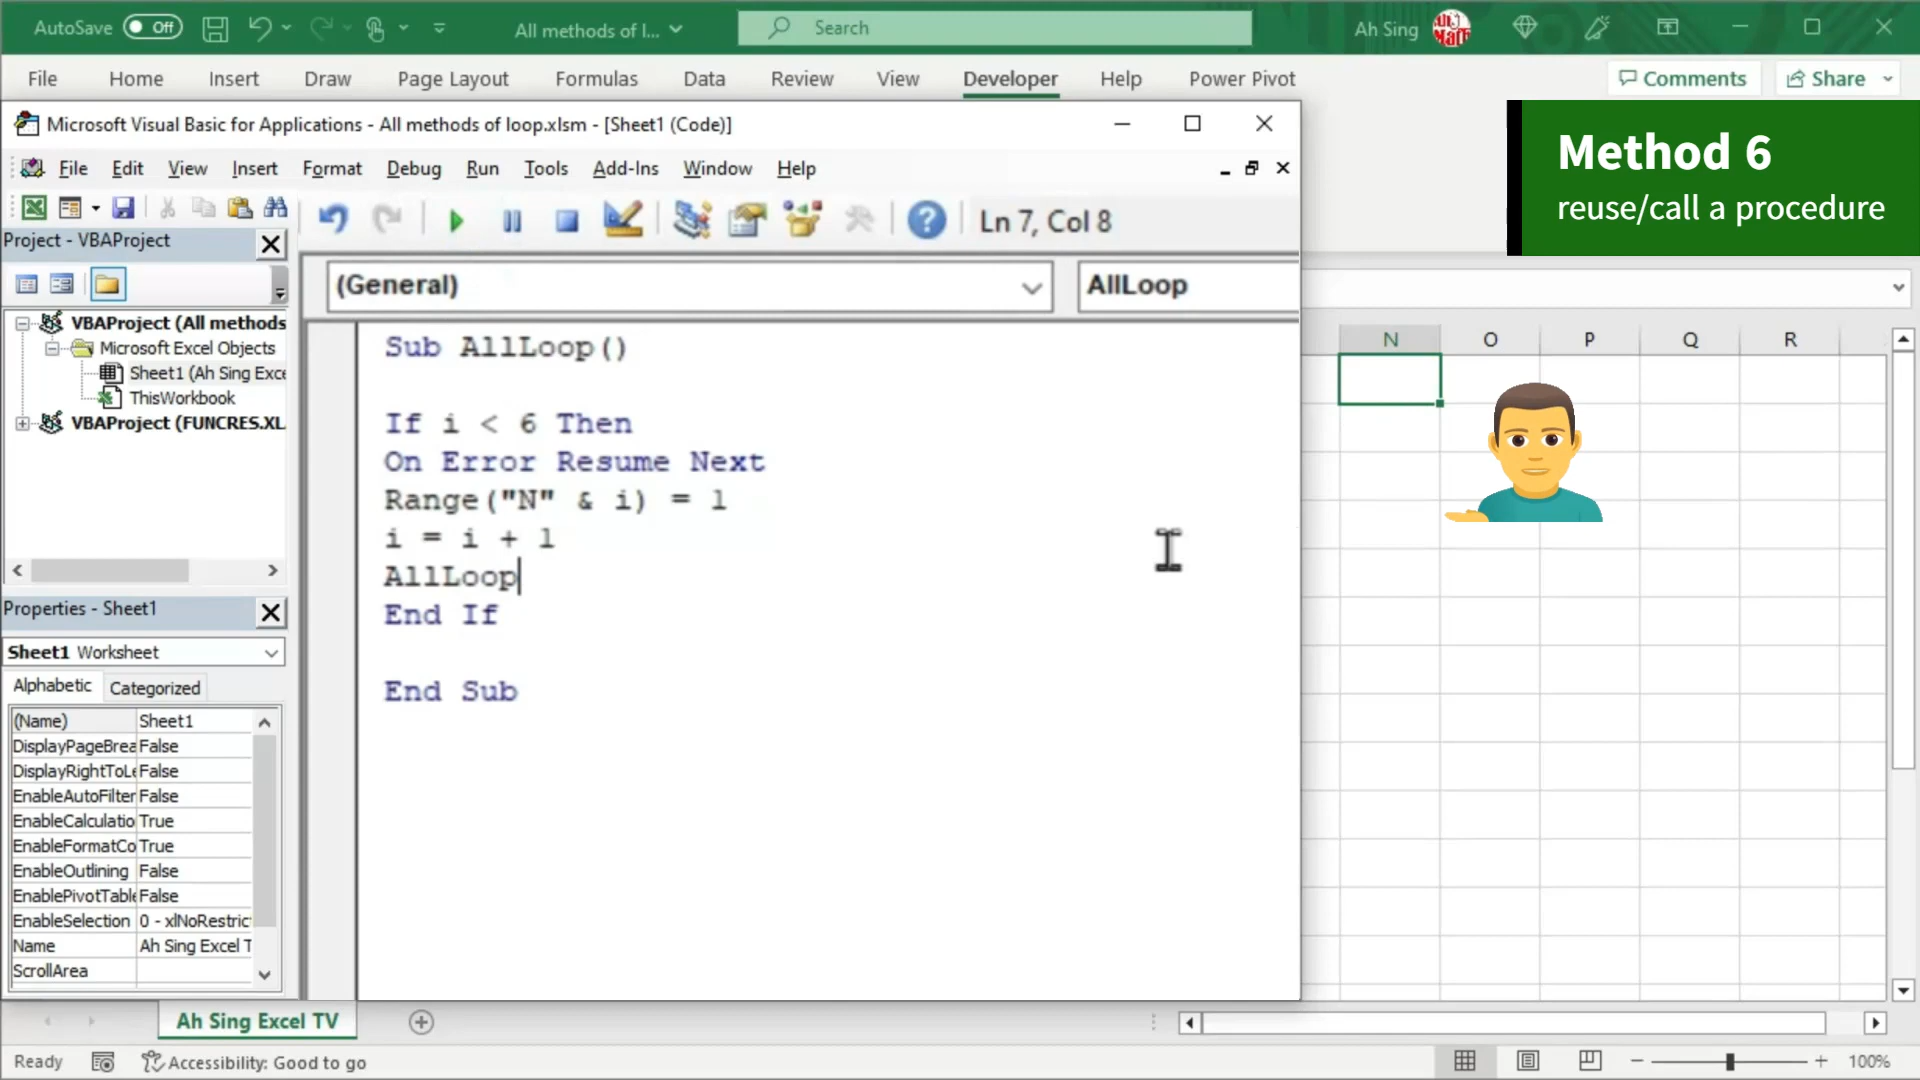 AutoSave Off All methods of l... Search Ah Sing
File Home Insert Draw Page Layout Formulas Data Review View Developer Help Power Pivot Comments Share
Microsoft Visual Basic for Applications - All methods of loop.xlsm - [Sheet1 (Code)]
Method 6
reuse/call a procedure
File Edit View Insert Format Debug Run Tools Add-Ins Window Help
Ln 7, Col 8
Project - VBAProject
(General) AllLoop
VBAProject (All methods
Microsoft Excel Objects
Sheet1 (Ah Sing Exce
ThisWorkbook
VBAProject (FUNCRES.XL
Sub AllLoop()
If i < 6 Then
On Error Resume Next
Range("N" & i) = 1
i = i + 1
AllLoop
End If
End Sub
N O P Q R
Properties - Sheet1
Sheet1 Worksheet
Alphabetic Categorized
(Name) Sheet1
DisplayPageBrea False
DisplayRightToLe False
EnableAutoFilter False
EnableCalculatio True
EnableFormatCo True
EnableOutlining False
EnablePivotTable False
EnableSelection 0 - xlNoRestric
Name Ah Sing Excel T
ScrollArea
Ah Sing Excel TV
Ready Accessibility: Good to go 100%